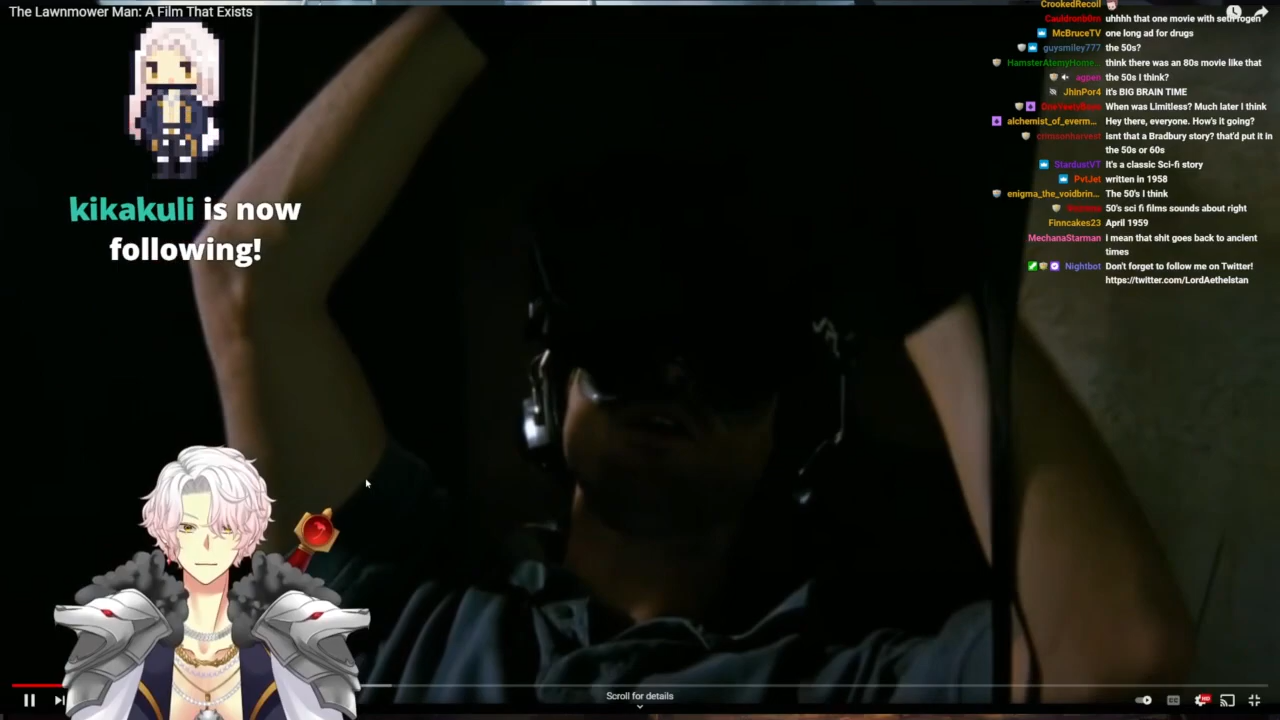 The Lawnmower Man: A Film That Exists
kikakuli is now
following!
CrookedRecoil
Cauldronb0rn uhhhh that one movie with seth rogen
McBruceTV one long ad for drugs
guysmiley777 the 50s?
HamsterAtemyHome... think there was an 80s movie like that
agpen the 50s I think?
JhinPor4 it's BIG BRAIN TIME
When was Limitless? Much later I think
alchemist_of_everm... Hey there, everyone. How's it going?
crimsonharvest isnt that a Bradbury story? that'd put it in
the 50s or 60s
StardustVT It's a classic Sci-fi story
PvtJet written in 1958
enigma_the_voidbrin... The 50's I think
50's sci fi films sounds about right
Finncakes23 April 1959
MechanaStarman i mean that shit goes back to ancient
times
Nightbot Don't forget to follow me on Twitter!
https://twitter.com/LordAethelstan
Scroll for details
CC
HD